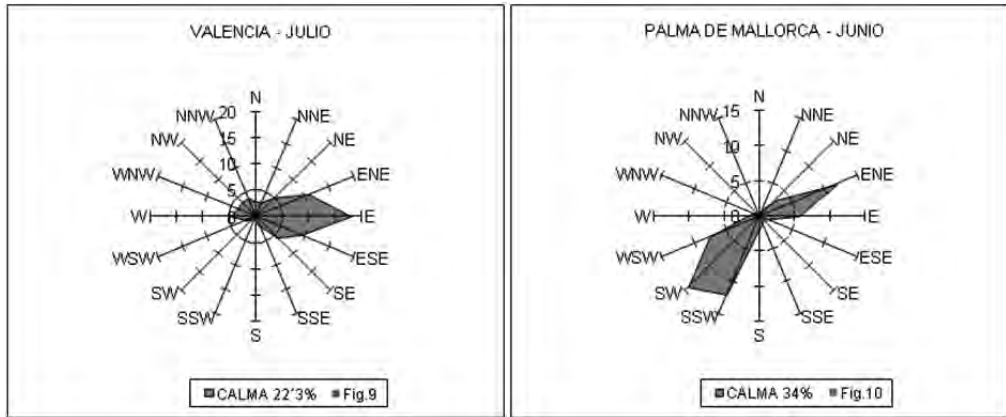 VALENCIA - JULIO
N
NNW
NNE
NW
NE
WNW
ENE
W
E
WSW
ESE
SW
SE
SSW
SSE
S
20
15
10
5
0
CALMA 22'3% Fig.9
PALMA DE MALLORCA - JUNIO
N
NNW
NNE
NW
NE
WNW
ENE
W
E
WSW
ESE
SW
SE
SSW
SSE
S
15
10
5
0
CALMA 34% Fig.10